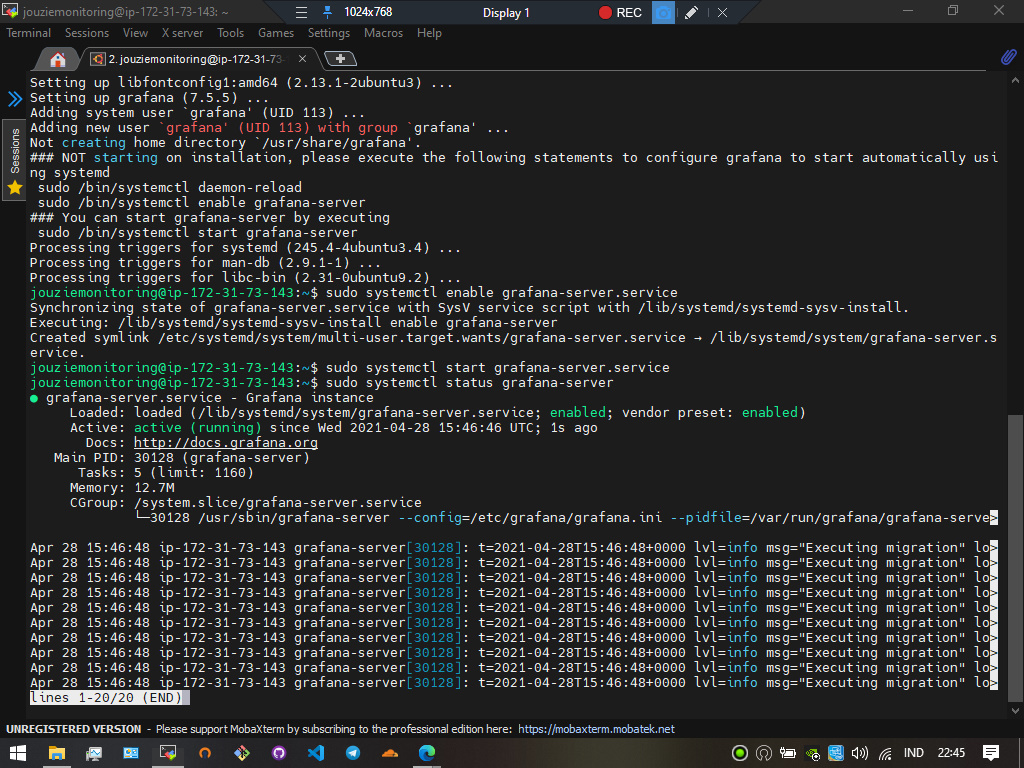 jouziemonitoring@ip-172-31-73-143: ~
1024x768
Display 1
REC
Terminal Sessions View X server Tools Games Settings Macros Help
2. jouziemonitoring@ip-172-31-73-
Sessions
Setting up libfontconfig1:amd64 (2.13.1-2ubuntu3) ...
Setting up grafana (7.5.5) ...
Adding system user `grafana' (UID 113) ...
Adding new user `grafana' (UID 113) with group `grafana' ...
Not creating home directory `/usr/share/grafana'.
### NOT starting on installation, please execute the following statements to configure grafana to start automatically usi
ng systemd
 sudo /bin/systemctl daemon-reload
 sudo /bin/systemctl enable grafana-server
### You can start grafana-server by executing
 sudo /bin/systemctl start grafana-server
Processing triggers for systemd (245.4-4ubuntu3.4) ...
Processing triggers for man-db (2.9.1-1) ...
Processing triggers for libc-bin (2.31-0ubuntu9.2) ...
jouziemonitoring@ip-172-31-73-143:~$ sudo systemctl enable grafana-server.service
Synchronizing state of grafana-server.service with SysV service script with /lib/systemd/systemd-sysv-install.
Executing: /lib/systemd/systemd-sysv-install enable grafana-server
Created symlink /etc/systemd/system/multi-user.target.wants/grafana-server.service → /lib/systemd/system/grafana-server.s
ervice.
jouziemonitoring@ip-172-31-73-143:~$ sudo systemctl start grafana-server.service
jouziemonitoring@ip-172-31-73-143:~$ sudo systemctl status grafana-server
● grafana-server.service - Grafana instance
     Loaded: loaded (/lib/systemd/system/grafana-server.service; enabled; vendor preset: enabled)
     Active: active (running) since Wed 2021-04-28 15:46:46 UTC; 1s ago
       Docs: http://docs.grafana.org
   Main PID: 30128 (grafana-server)
      Tasks: 5 (limit: 1160)
     Memory: 12.7M
     CGroup: /system.slice/grafana-server.service
             └─30128 /usr/sbin/grafana-server --config=/etc/grafana/grafana.ini --pidfile=/var/run/grafana/grafana-serve>
Apr 28 15:46:48 ip-172-31-73-143 grafana-server[30128]: t=2021-04-28T15:46:48+0000 lvl=info msg="Executing migration" lo>
Apr 28 15:46:48 ip-172-31-73-143 grafana-server[30128]: t=2021-04-28T15:46:48+0000 lvl=info msg="Executing migration" lo>
Apr 28 15:46:48 ip-172-31-73-143 grafana-server[30128]: t=2021-04-28T15:46:48+0000 lvl=info msg="Executing migration" lo>
Apr 28 15:46:48 ip-172-31-73-143 grafana-server[30128]: t=2021-04-28T15:46:48+0000 lvl=info msg="Executing migration" lo>
Apr 28 15:46:48 ip-172-31-73-143 grafana-server[30128]: t=2021-04-28T15:46:48+0000 lvl=info msg="Executing migration" lo>
Apr 28 15:46:48 ip-172-31-73-143 grafana-server[30128]: t=2021-04-28T15:46:48+0000 lvl=info msg="Executing migration" lo>
Apr 28 15:46:48 ip-172-31-73-143 grafana-server[30128]: t=2021-04-28T15:46:48+0000 lvl=info msg="Executing migration" lo>
Apr 28 15:46:48 ip-172-31-73-143 grafana-server[30128]: t=2021-04-28T15:46:48+0000 lvl=info msg="Executing migration" lo>
Apr 28 15:46:48 ip-172-31-73-143 grafana-server[30128]: t=2021-04-28T15:46:48+0000 lvl=info msg="Executing migration" lo>
Apr 28 15:46:48 ip-172-31-73-143 grafana-server[30128]: t=2021-04-28T15:46:48+0000 lvl=info msg="Executing migration" lo>
lines 1-20/20 (END)
UNREGISTERED VERSION - Please support MobaXterm by subscribing to the professional edition here: https://mobaxterm.mobatek.net
IND 22:45